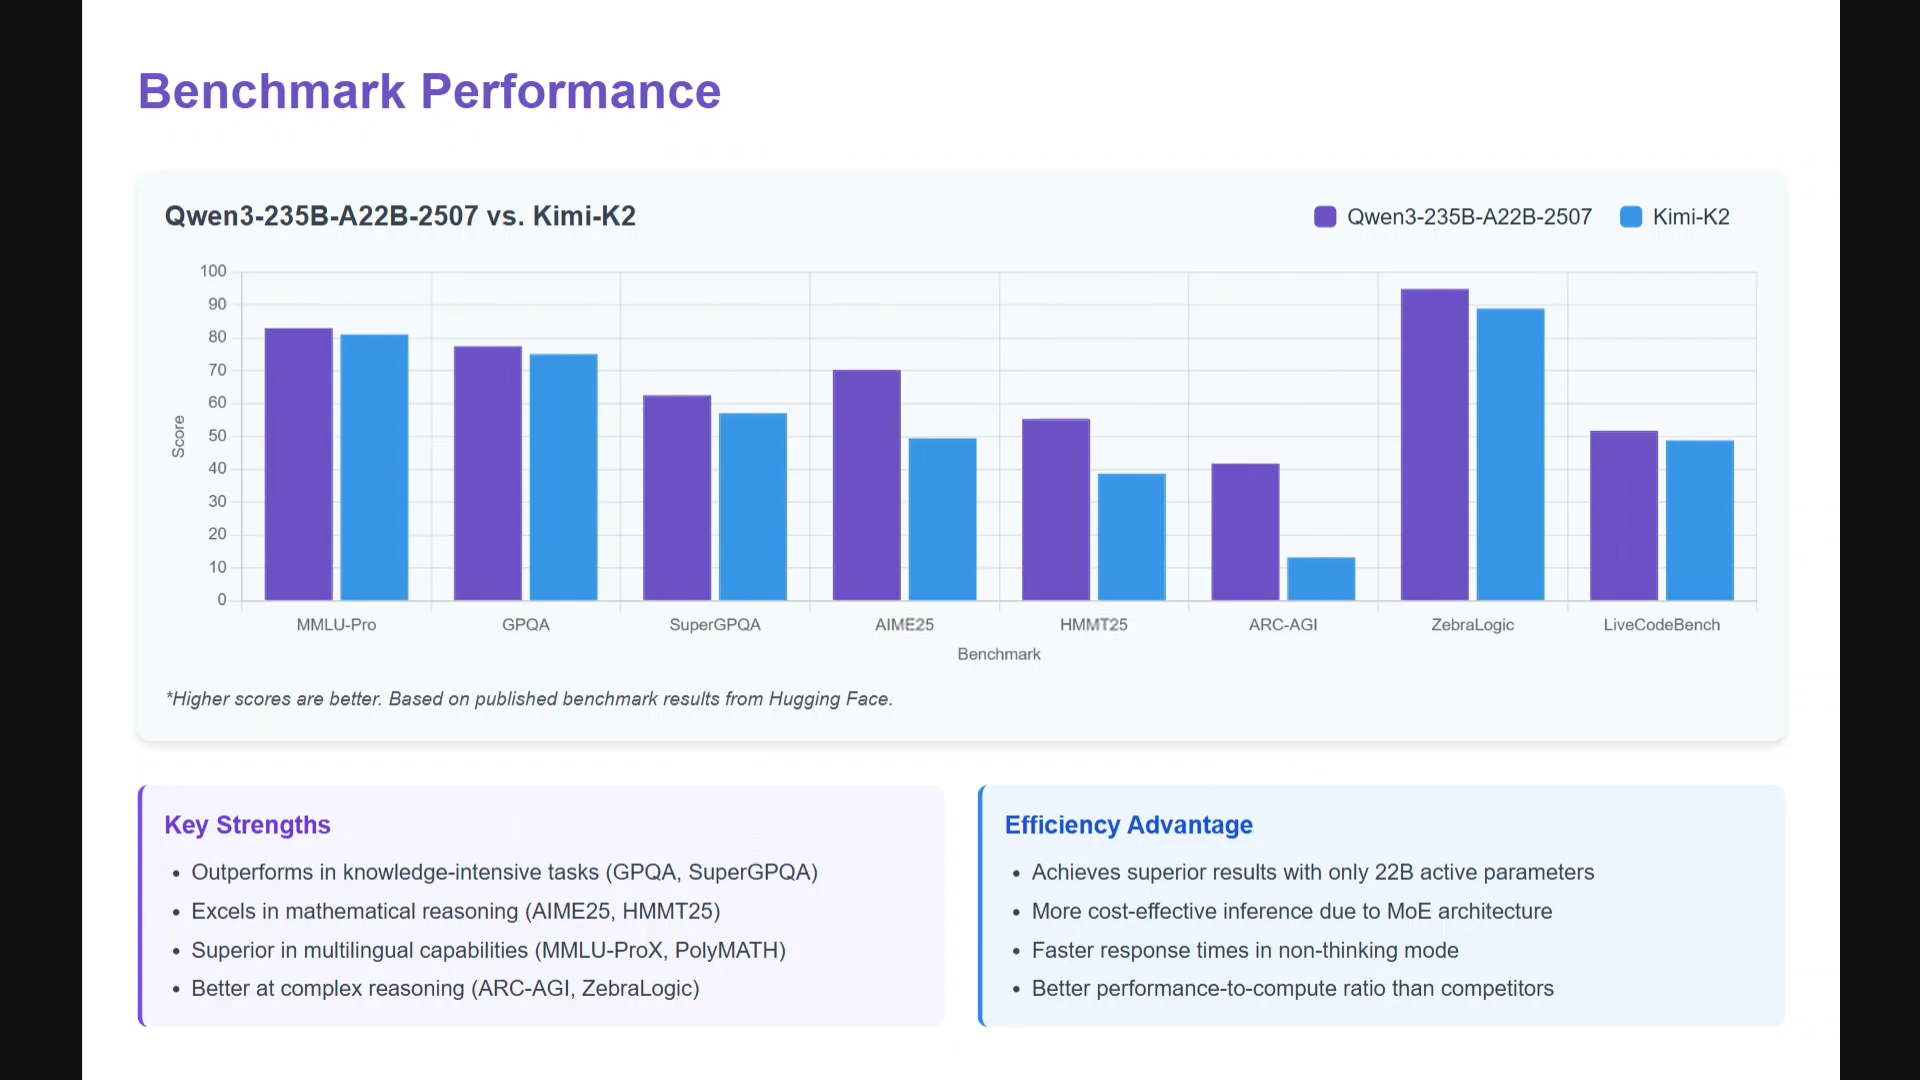 Benchmark Performance
Qwen3-235B-A22B-2507 vs. Kimi-K2
Qwen3-235B-A22B-2507
Kimi-K2
100
90
80
70
60
50
40
30
20
10
0
Score
MMLU-Pro
GPQA
SuperGPQA
AIME25
HMMT25
ARC-AGI
ZebraLogic
LiveCodeBench
Benchmark
*Higher scores are better. Based on published benchmark results from Hugging Face.
Key Strengths
• Outperforms in knowledge-intensive tasks (GPQA, SuperGPQA)
• Excels in mathematical reasoning (AIME25, HMMT25)
• Superior in multilingual capabilities (MMLU-ProX, PolyMATH)
• Better at complex reasoning (ARC-AGI, ZebraLogic)
Efficiency Advantage
• Achieves superior results with only 22B active parameters
• More cost-effective inference due to MoE architecture
• Faster response times in non-thinking mode
• Better performance-to-compute ratio than competitors